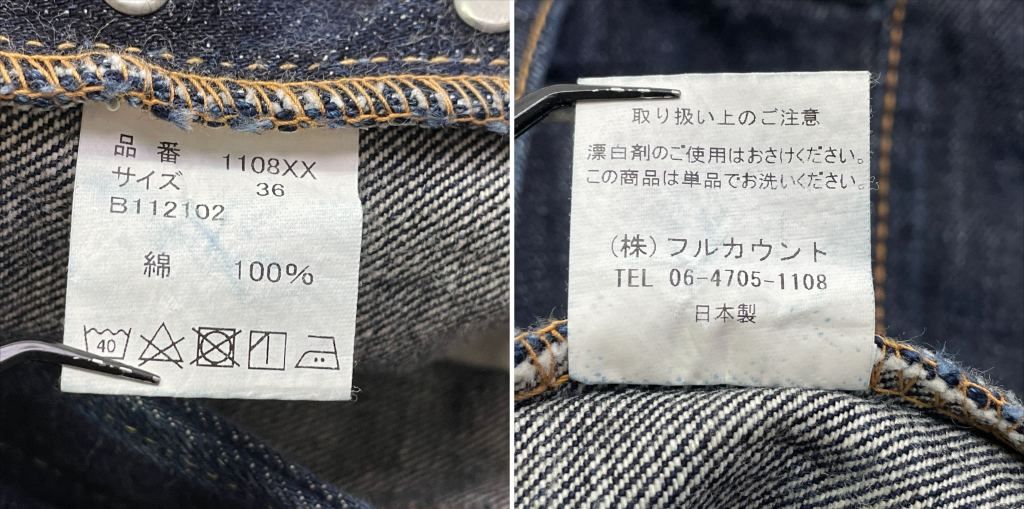 品番 1108XX
サイズ 36
B112102
綿 100%
40
取り扱い上のご注意
漂白剤のご使用はおさけください。
この商品は単品でお洗いください。
(株)フルカウント
TEL 06-4705-1108
日本製